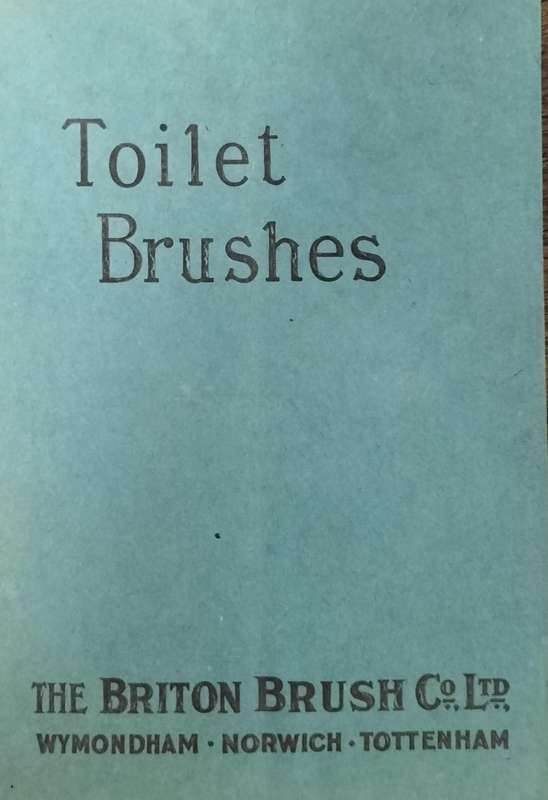 Toilet
Brushes
THE BRITON BRUSH Co., LTD.,
WYMONDHAM · NORWICH · TOTTENHAM